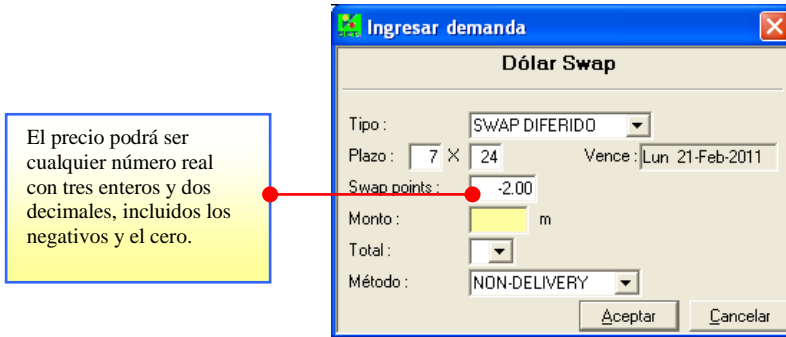 Ingresar demanda
Dólar Swap
El precio podrá ser
cualquier número real
con tres enteros y dos
decimales, incluidos los
negativos y el cero.
Tipo : SWAP DIFERIDO
Plazo : 7 X 24 Vence : Lun 21-Feb-2011
Swap points : -2.00
Monto : m
Total :
Método : NON-DELIVERY
Aceptar Cancelar